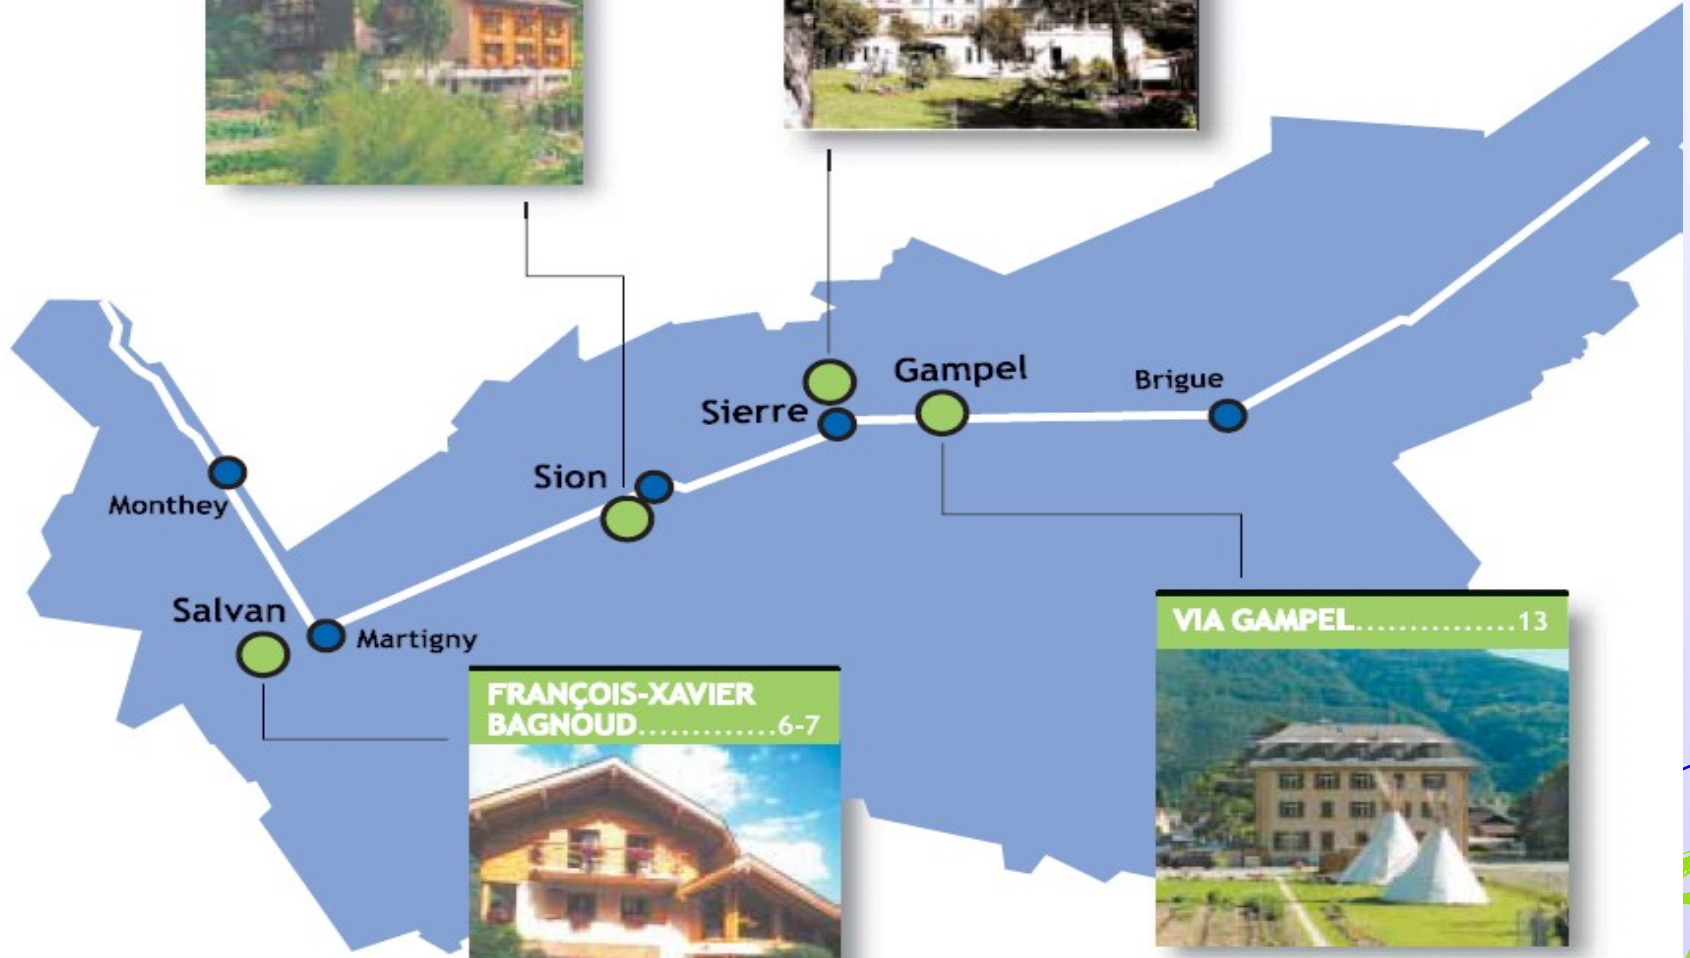 Gampel
Brigue
Sierre
Sion
Monthey
Salvan
Martigny
VIA GAMPEL...............13
FRANÇOIS-XAVIER
BAGNOUD.............6-7